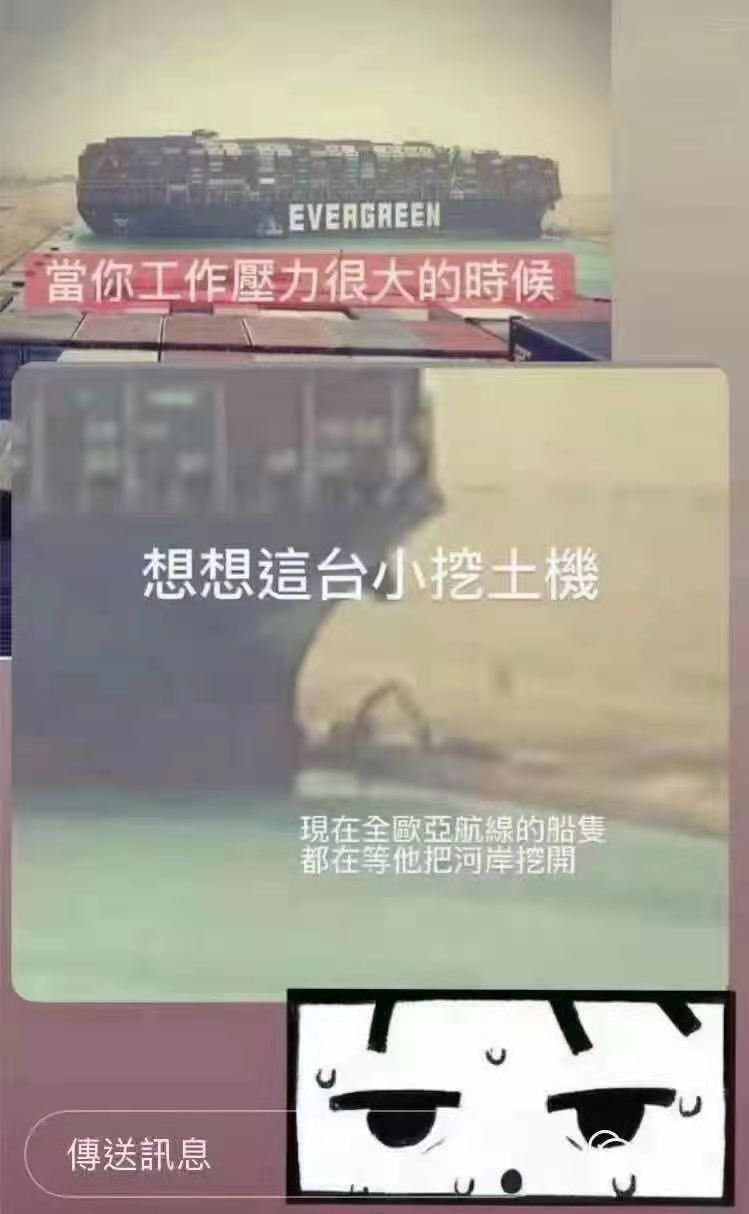 EVERGREEN
當你工作壓力很大的時候
想想這台小挖土機
現在全歐亞航線的船隻
都在等他把河岸挖開
傳送訊息